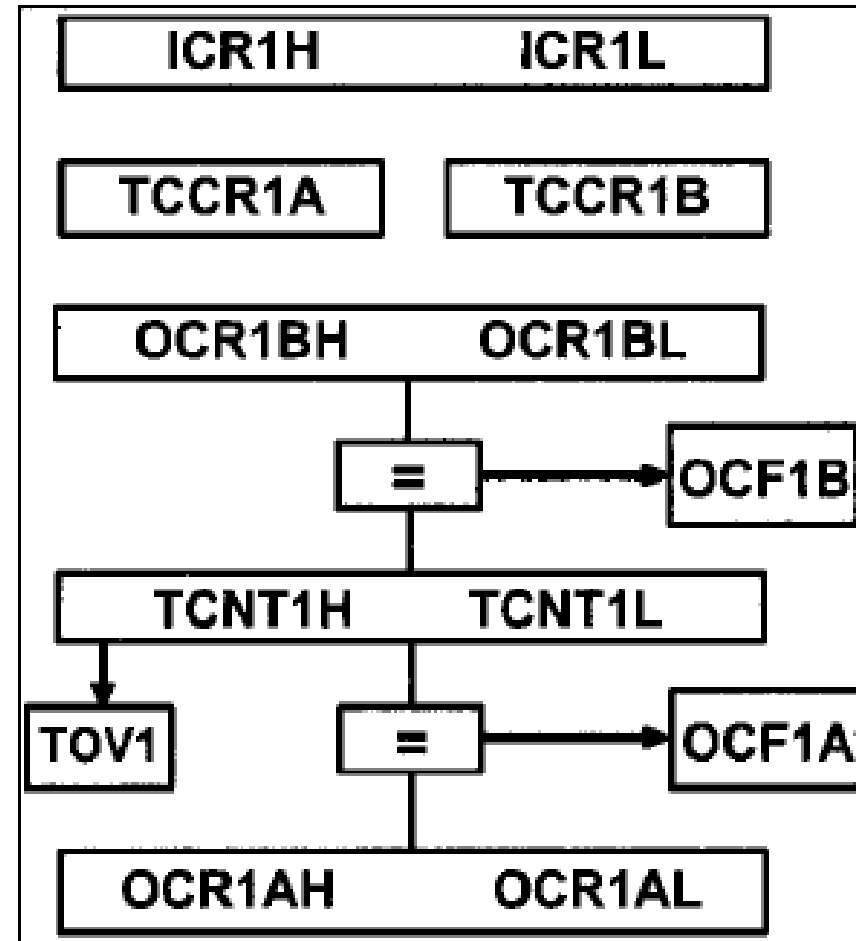 ICR1H ICR1L
TCCR1A TCCR1B
OCR1BH OCR1BL
= OCF1B
TCNT1H TCNT1L
TOV1 = OCF1A
OCR1AH OCR1AL